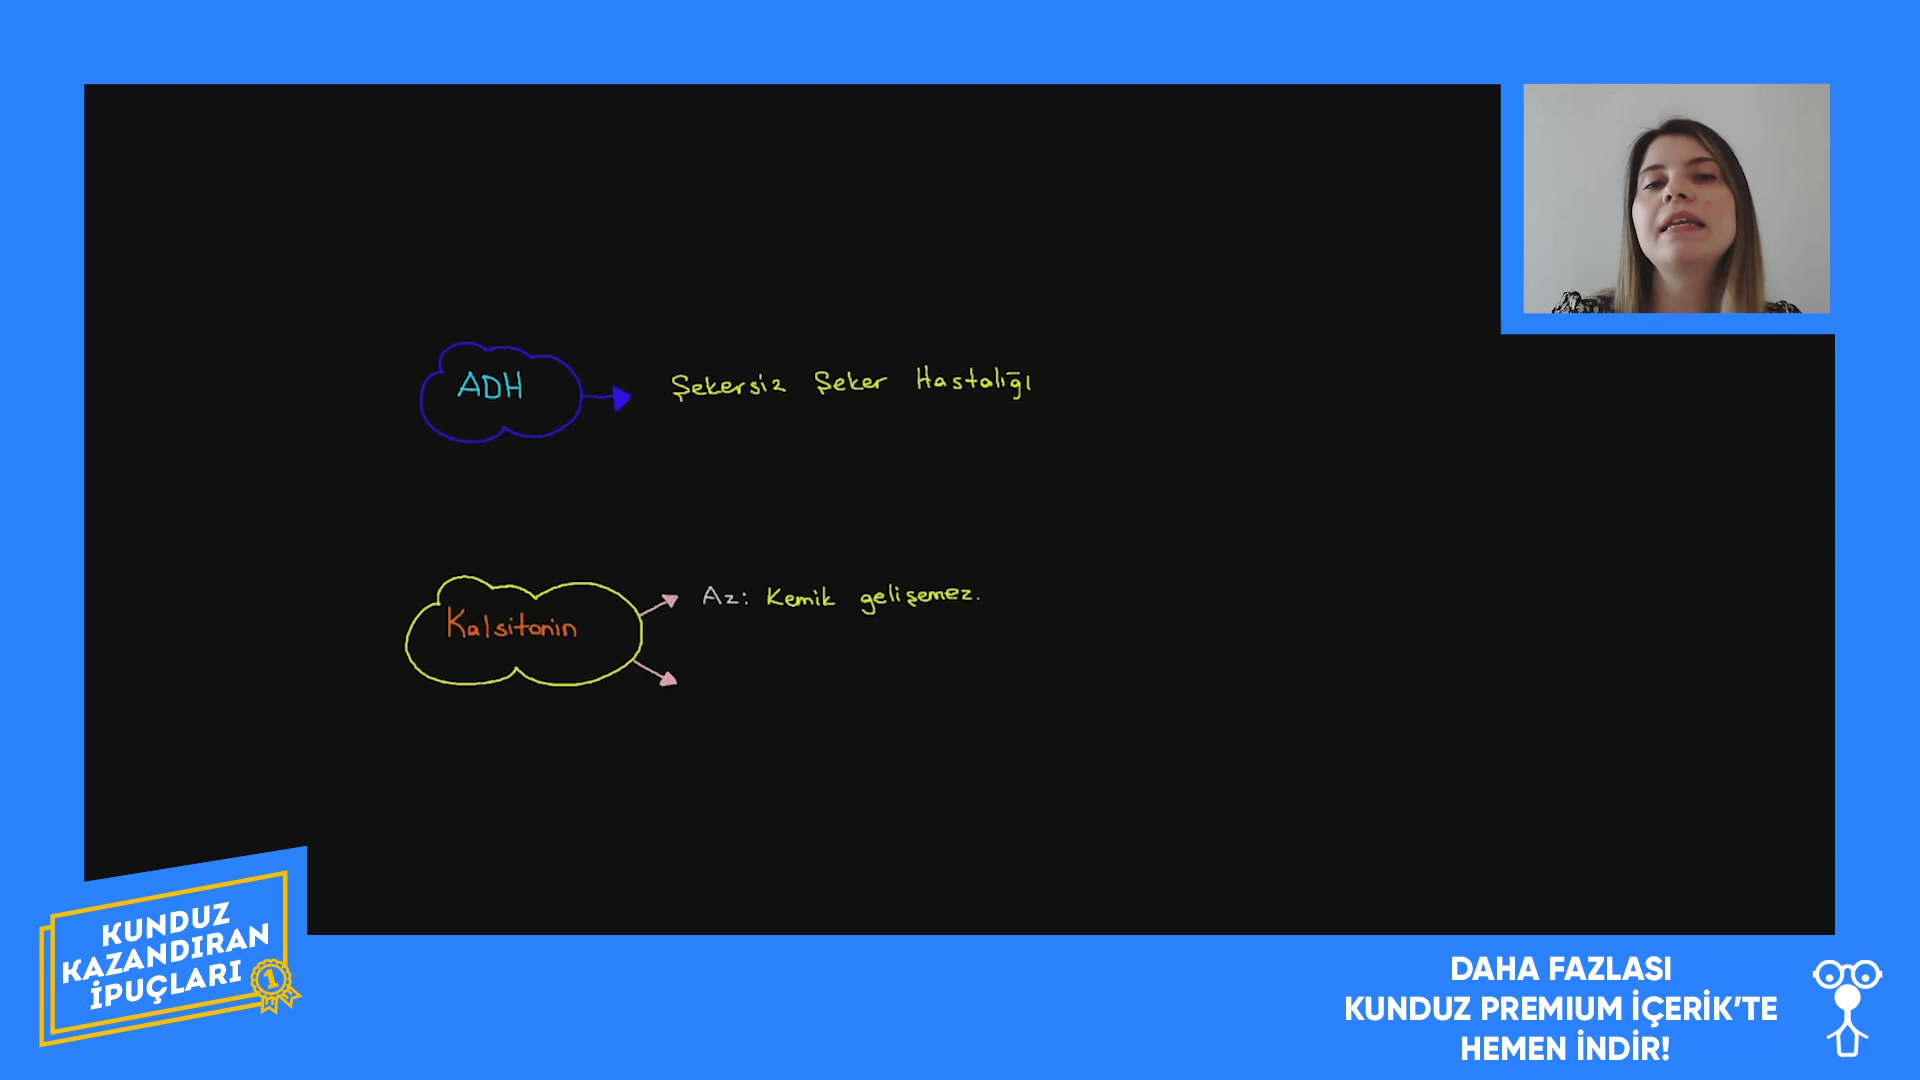 ADH
Şekersiz Şeker Hastalığı
Kalsitonin
Az: Kemik gelişemez.
KUNDUZ
KAZANDIRAN
İPUÇLARI
1
DAHA FAZLASI
KUNDUZ PREMIUM İÇERİK'TE
HEMEN İNDİR!